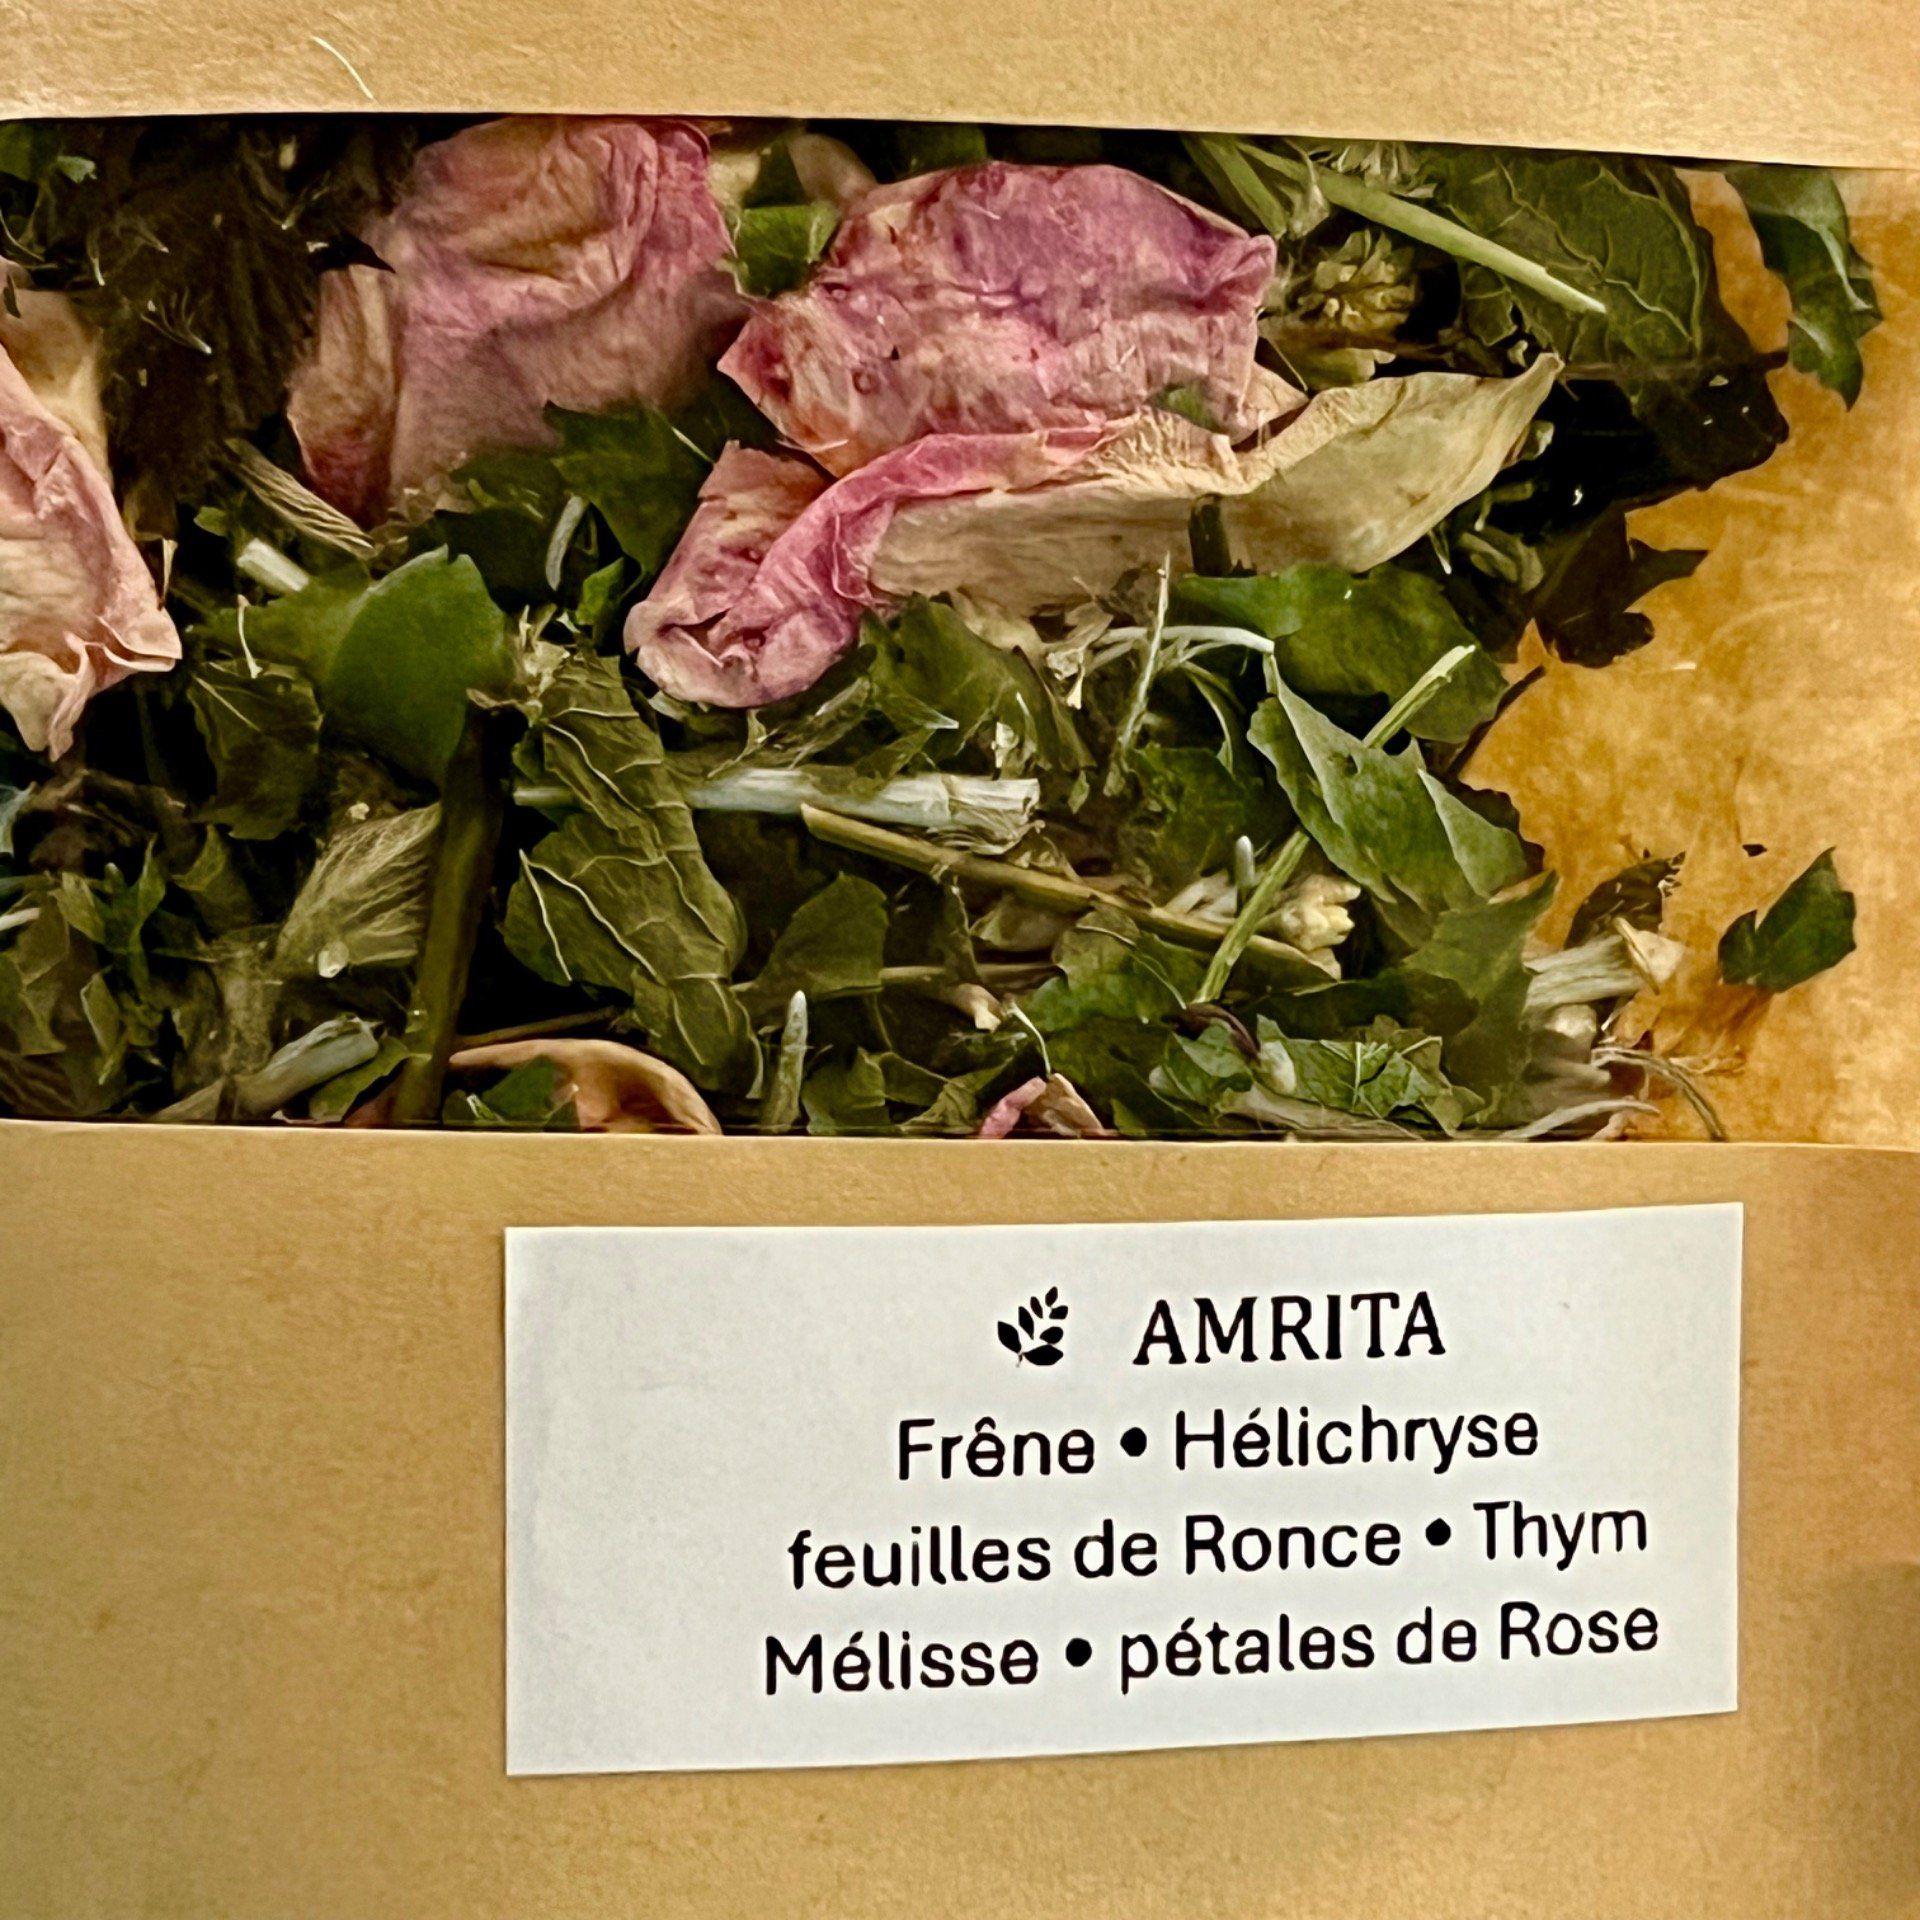 AMRITA
Frêne • Hélichryse
feuilles de Ronce • Thym
Mélisse • pétales de Rose